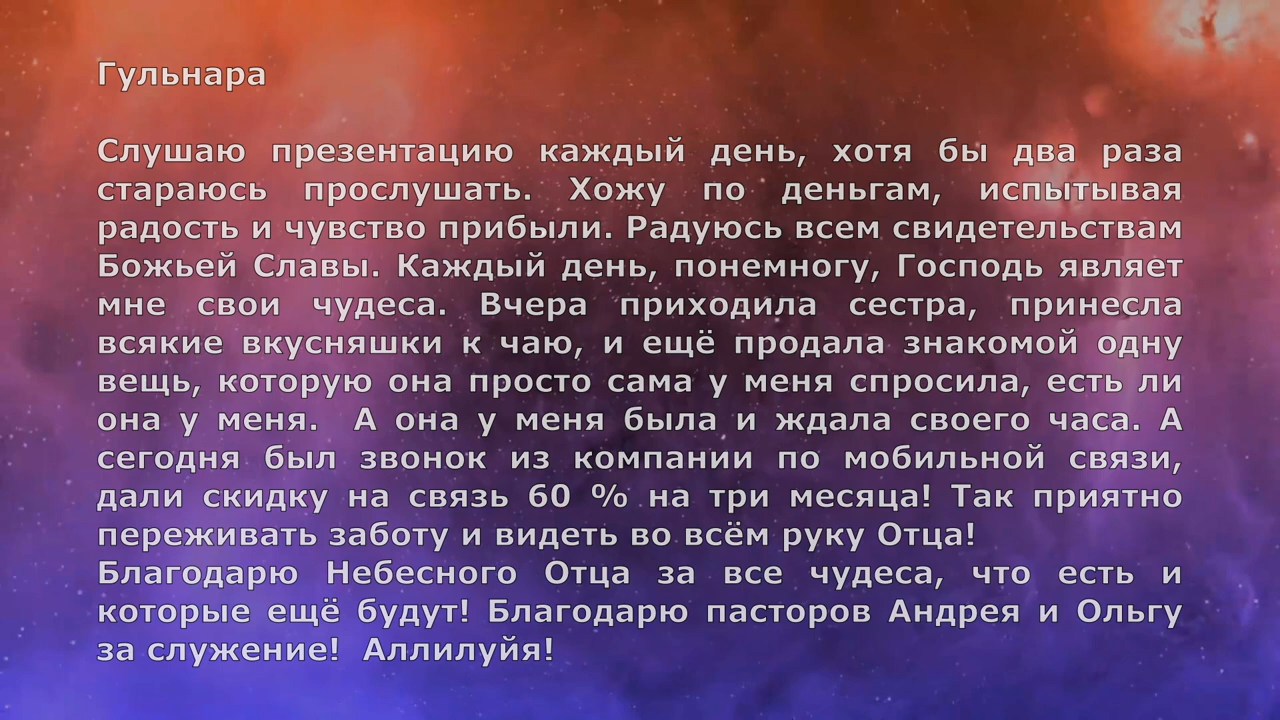 Гульнара
Слушаю презентацию каждый день, хотя бы два раза
стараюсь прослушать. Хожу по деньгам, испытывая
радость и чувство прибыли. Радуюсь всем свидетельствам
Божьей Славы. Каждый день, понемногу, Господь являет
мне свои чудеса. Вчера приходила сестра, принесла
всякие вкусняшки к чаю, и ещё продала знакомой одну
вещь, которую она просто сама у меня спросила, есть ли
она у меня.  А она у меня была и ждала своего часа. А
сегодня был звонок из компании по мобильной связи,
дали скидку на связь 60 % на три месяца! Так приятно
переживать заботу и видеть во всём руку Отца!
Благодарю Небесного Отца за все чудеса, что есть и
которые ещё будут! Благодарю пасторов Андрея и Ольгу
за служение!  Аллилуйя!